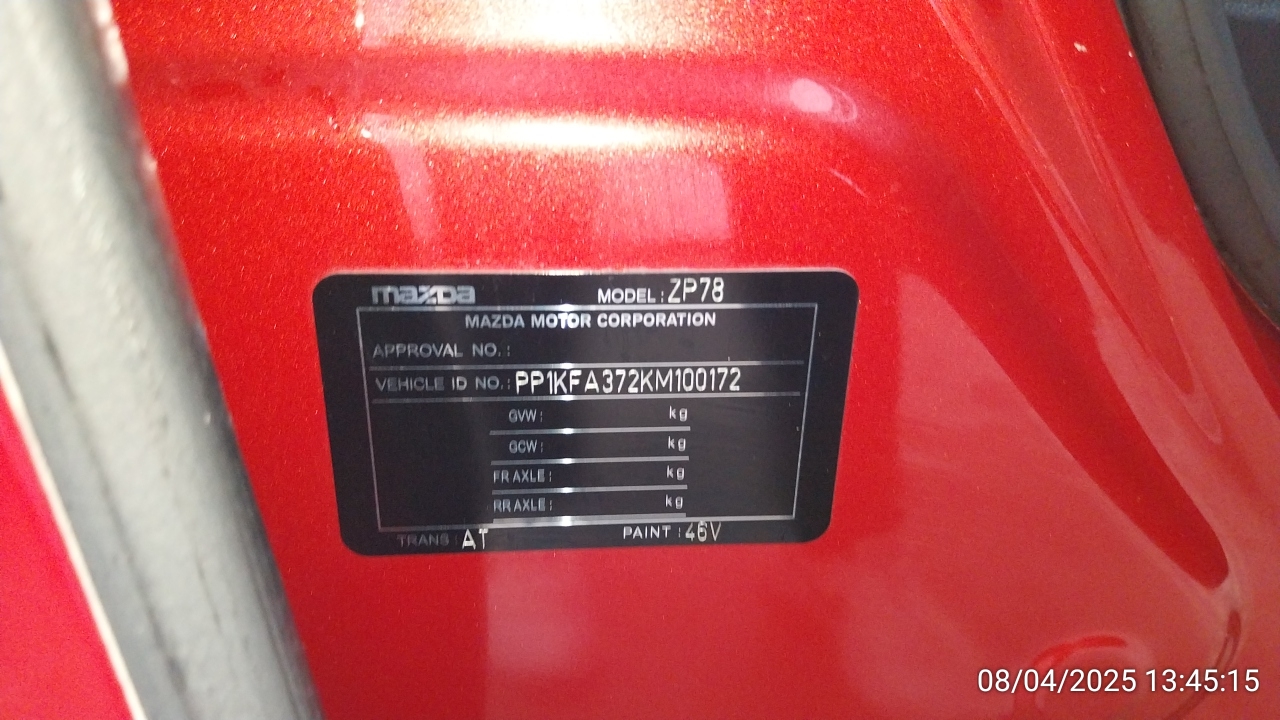 mazda MODEL : ZP78
MAZDA MOTOR CORPORATION
APPROVAL NO. :
VEHICLE ID NO. : PP1KFA372KM100172
GVW : kg
GCW : kg
FR AXLE : kg
RR AXLE : kg
TRANS : AT PAINT : 46V
08/04/2025 13:45:15